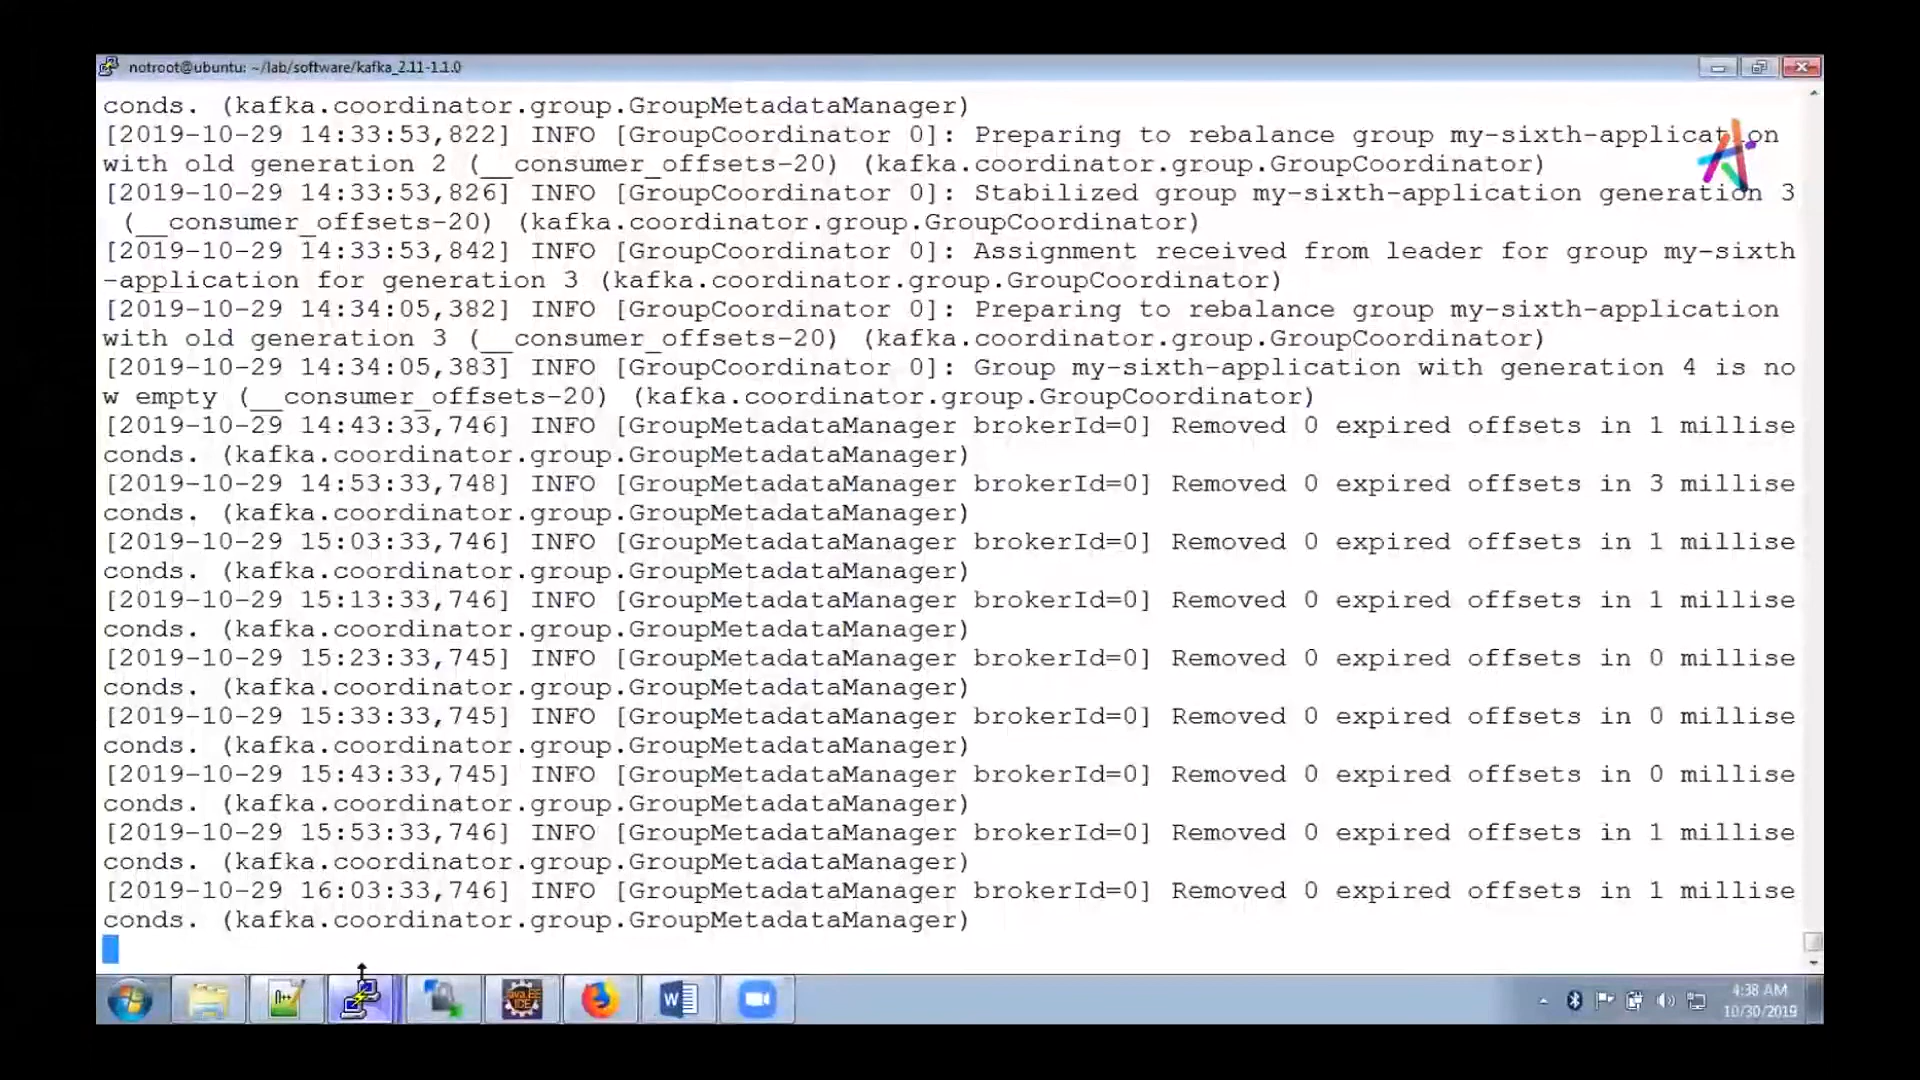 notroot@ubuntu: ~/lab/software/kafka_2.11-1.1.0
conds. (kafka.coordinator.group.GroupMetadataManager)
[2019-10-29 14:33:53,822] INFO [GroupCoordinator 0]: Preparing to rebalance group my-sixth-application
with old generation 2 (__consumer_offsets-20) (kafka.coordinator.group.GroupCoordinator)
[2019-10-29 14:33:53,826] INFO [GroupCoordinator 0]: Stabilized group my-sixth-application generation 3
(__consumer_offsets-20) (kafka.coordinator.group.GroupCoordinator)
[2019-10-29 14:33:53,842] INFO [GroupCoordinator 0]: Assignment received from leader for group my-sixth
-application for generation 3 (kafka.coordinator.group.GroupCoordinator)
[2019-10-29 14:34:05,382] INFO [GroupCoordinator 0]: Preparing to rebalance group my-sixth-application
with old generation 3 (__consumer_offsets-20) (kafka.coordinator.group.GroupCoordinator)
[2019-10-29 14:34:05,383] INFO [GroupCoordinator 0]: Group my-sixth-application with generation 4 is no
w empty (__consumer_offsets-20) (kafka.coordinator.group.GroupCoordinator)
[2019-10-29 14:43:33,746] INFO [GroupMetadataManager brokerId=0] Removed 0 expired offsets in 1 millise
conds. (kafka.coordinator.group.GroupMetadataManager)
[2019-10-29 14:53:33,748] INFO [GroupMetadataManager brokerId=0] Removed 0 expired offsets in 3 millise
conds. (kafka.coordinator.group.GroupMetadataManager)
[2019-10-29 15:03:33,746] INFO [GroupMetadataManager brokerId=0] Removed 0 expired offsets in 1 millise
conds. (kafka.coordinator.group.GroupMetadataManager)
[2019-10-29 15:13:33,746] INFO [GroupMetadataManager brokerId=0] Removed 0 expired offsets in 1 millise
conds. (kafka.coordinator.group.GroupMetadataManager)
[2019-10-29 15:23:33,745] INFO [GroupMetadataManager brokerId=0] Removed 0 expired offsets in 0 millise
conds. (kafka.coordinator.group.GroupMetadataManager)
[2019-10-29 15:33:33,745] INFO [GroupMetadataManager brokerId=0] Removed 0 expired offsets in 0 millise
conds. (kafka.coordinator.group.GroupMetadataManager)
[2019-10-29 15:43:33,745] INFO [GroupMetadataManager brokerId=0] Removed 0 expired offsets in 0 millise
conds. (kafka.coordinator.group.GroupMetadataManager)
[2019-10-29 15:53:33,746] INFO [GroupMetadataManager brokerId=0] Removed 0 expired offsets in 1 millise
conds. (kafka.coordinator.group.GroupMetadataManager)
[2019-10-29 16:03:33,746] INFO [GroupMetadataManager brokerId=0] Removed 0 expired offsets in 1 millise
conds. (kafka.coordinator.group.GroupMetadataManager)
Java EE
IDE
4:38 AM
10/30/2019